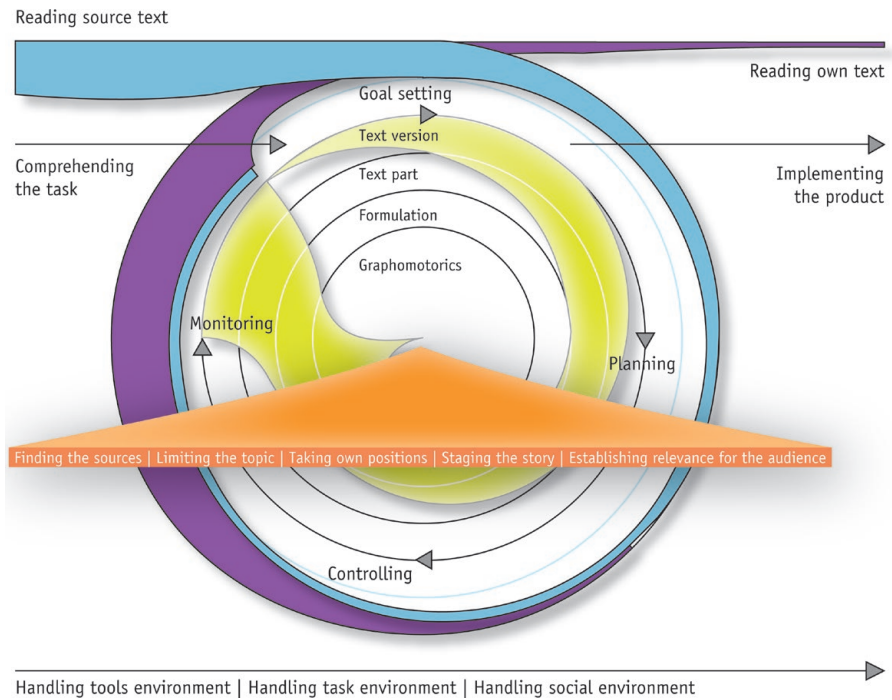 Reading source text
Reading own text
Goal setting
Text version
Comprehending
the task
Implementing
the product
Text part
Formulation
Graphomotorics
Monitoring
Planning
Finding the sources | Limiting the topic | Taking own positions | Staging the story | Establishing relevance for the audience
Controlling
Handling tools environment | Handling task environment | Handling social environment